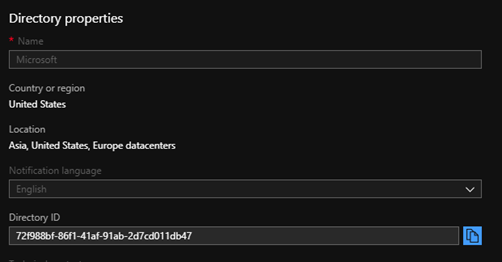 Directory properties
* Name
Microsoft
Country or region
United States
Location
Asia, United States, Europe datacenters
Notification language
English
Directory ID
72f988bf-86f1-41af-91ab-2d7cd011db47